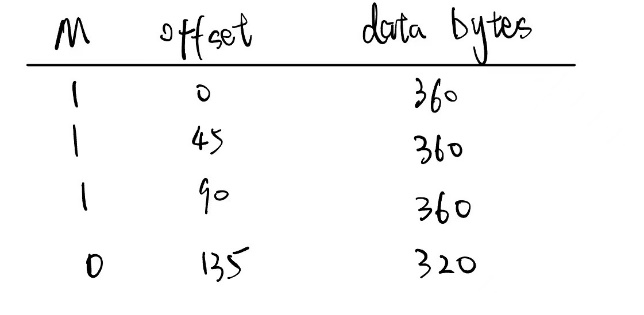 M offset data bytes
1 0 360
1 45 360
1 90 360
0 135 320